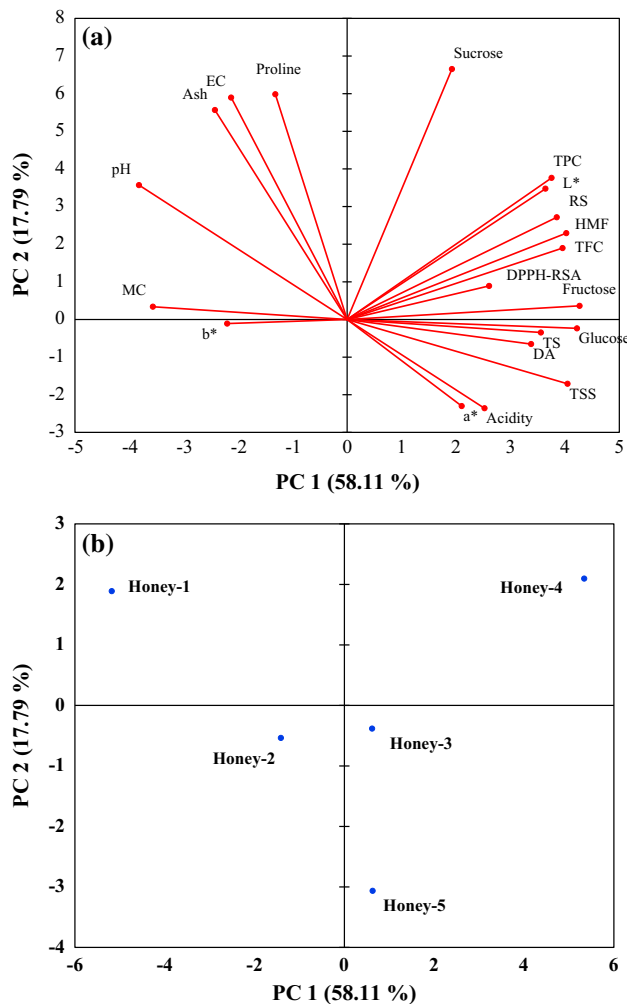 (a)
8
7
6
5
4
3
2
1
0
-1
-2
-3
PC 2 (17.79 %)
Sucrose
Proline
EC
Ash
pH
TPC
L*
RS
HMF
TFC
DPPH-RSA
Fructose
MC
b*
Glucose
TS
DA
TSS
a*
Acidity
-5 -4 -3 -2 -1 0 1 2 3 4 5
PC 1 (58.11 %)
(b)
3
2
1
0
-1
-2
-3
-4
PC 2 (17.79 %)
Honey-1
Honey-4
Honey-2
Honey-3
Honey-5
-6 -4 -2 0 2 4 6
PC 1 (58.11 %)